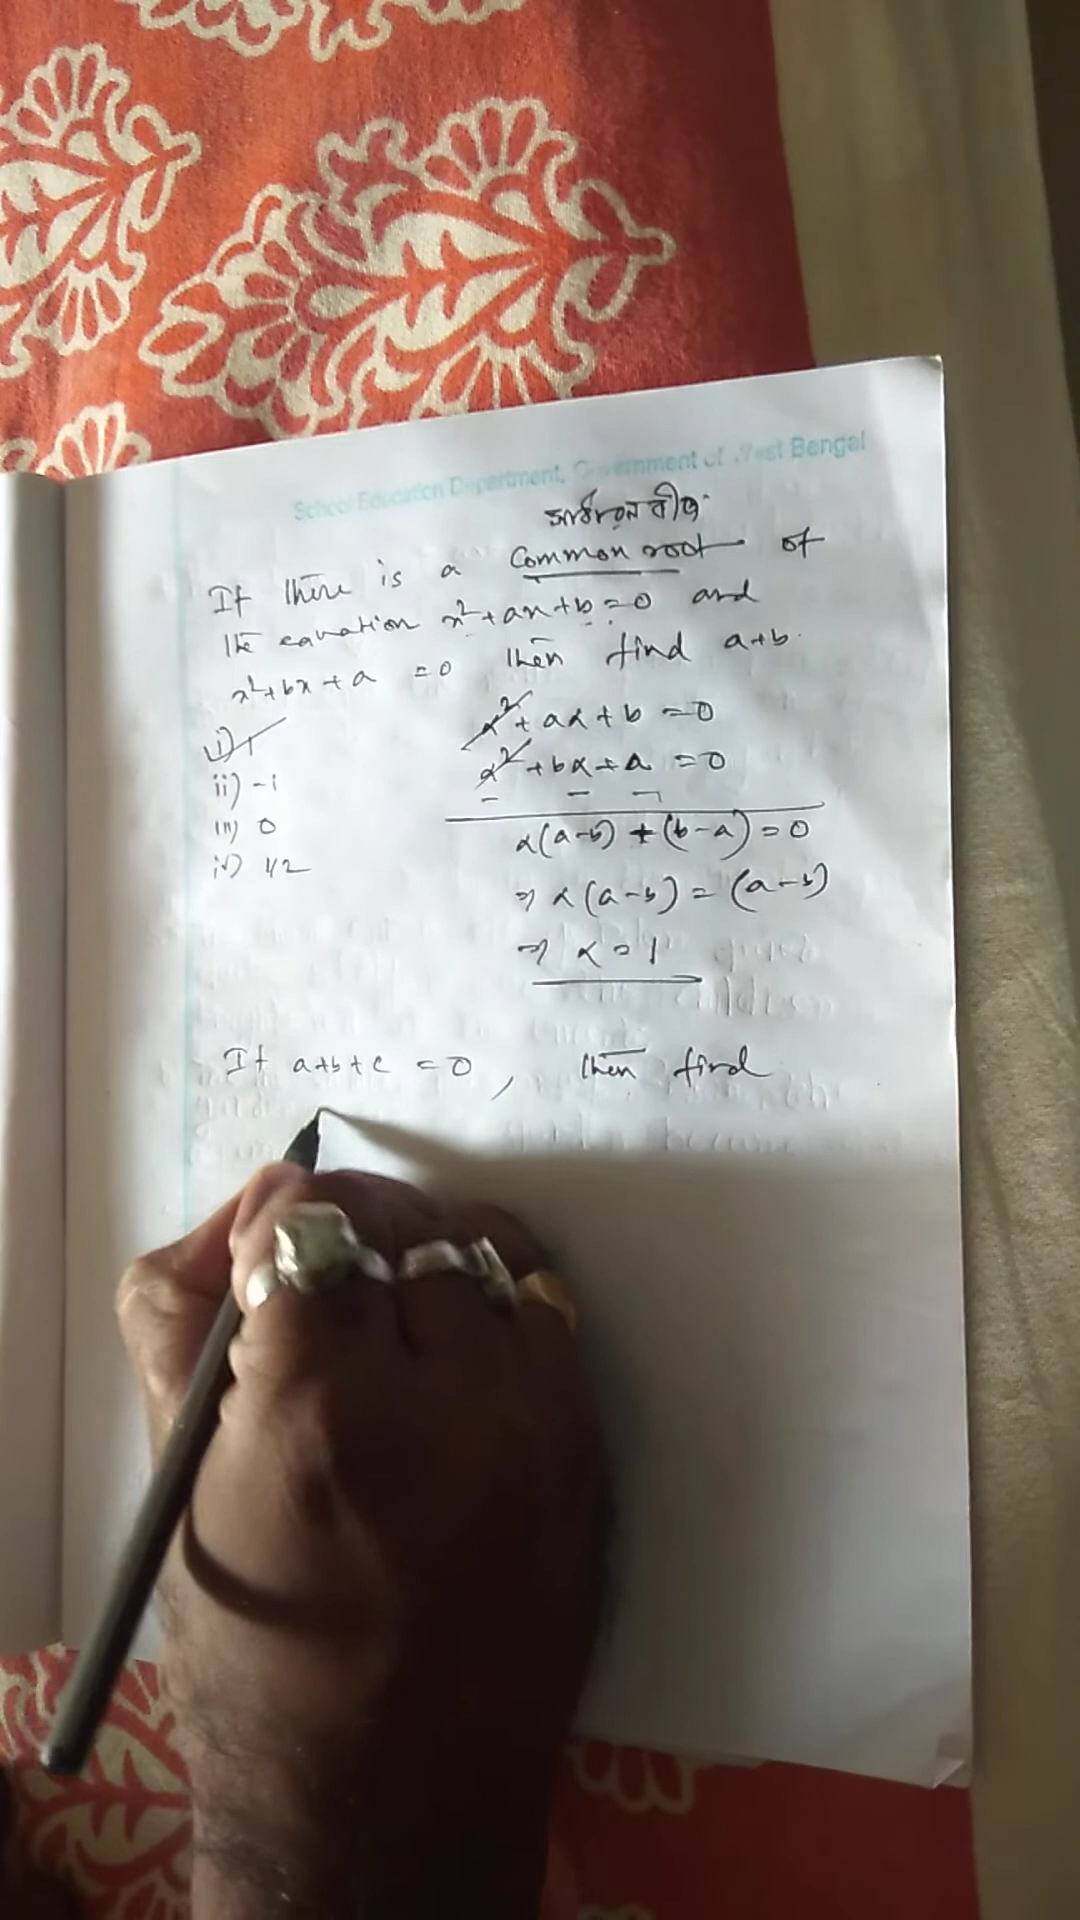 School Education Department, Government of West Bengal
সাধারন বীজ
If there is a Common root of
the equation x²+ax+b=0 and
x²+bx+a =0 then find a+b.
i) 1
ii) -1
iii) 0
iv) 1/2
α²+aα+b=0
α²+bα+a=0
- - -
α(a-b)+(b-a)=0
⇒ α(a-b)=(a-b)
⇒ α=1
If a+b+c =0, then find